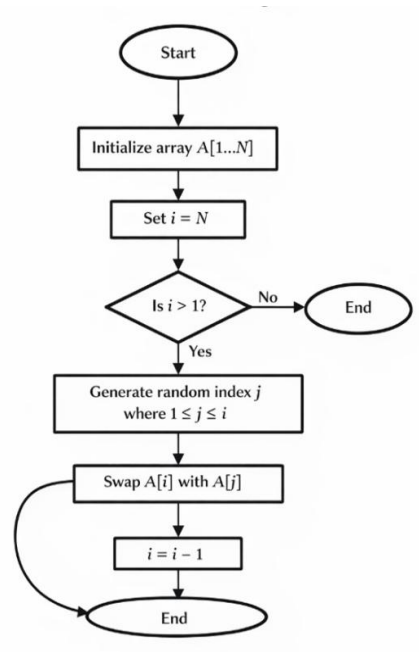 Start
Initialize array A[1...N]
Set i = N
Is i > 1?
No
End
Yes
Generate random index j
where 1 ≤ j ≤ i
Swap A[i] with A[j]
i = i – 1
End